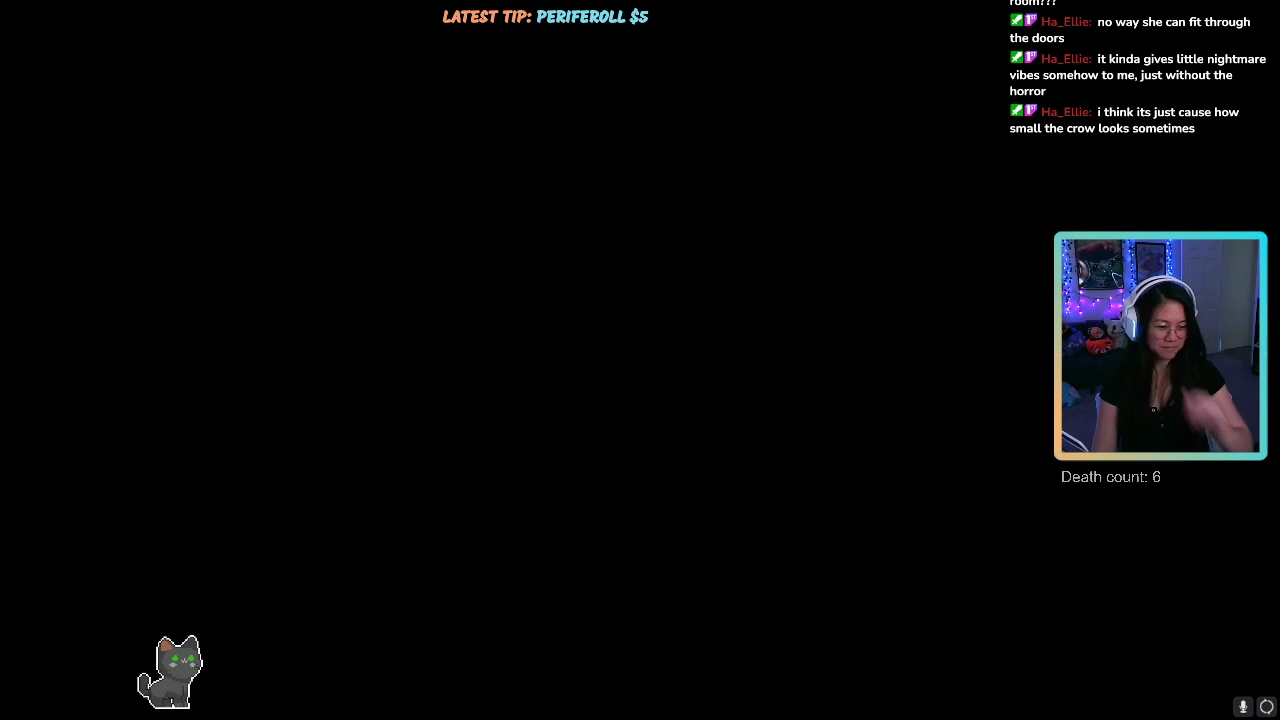 LATEST TIP: PERIFEROLL $5
room???
Ha_Ellie: no way she can fit through
the doors
Ha_Ellie: it kinda gives little nightmare
vibes somehow to me, just without the
horror
Ha_Ellie: i think its just cause how
small the crow looks sometimes
Death count: 6